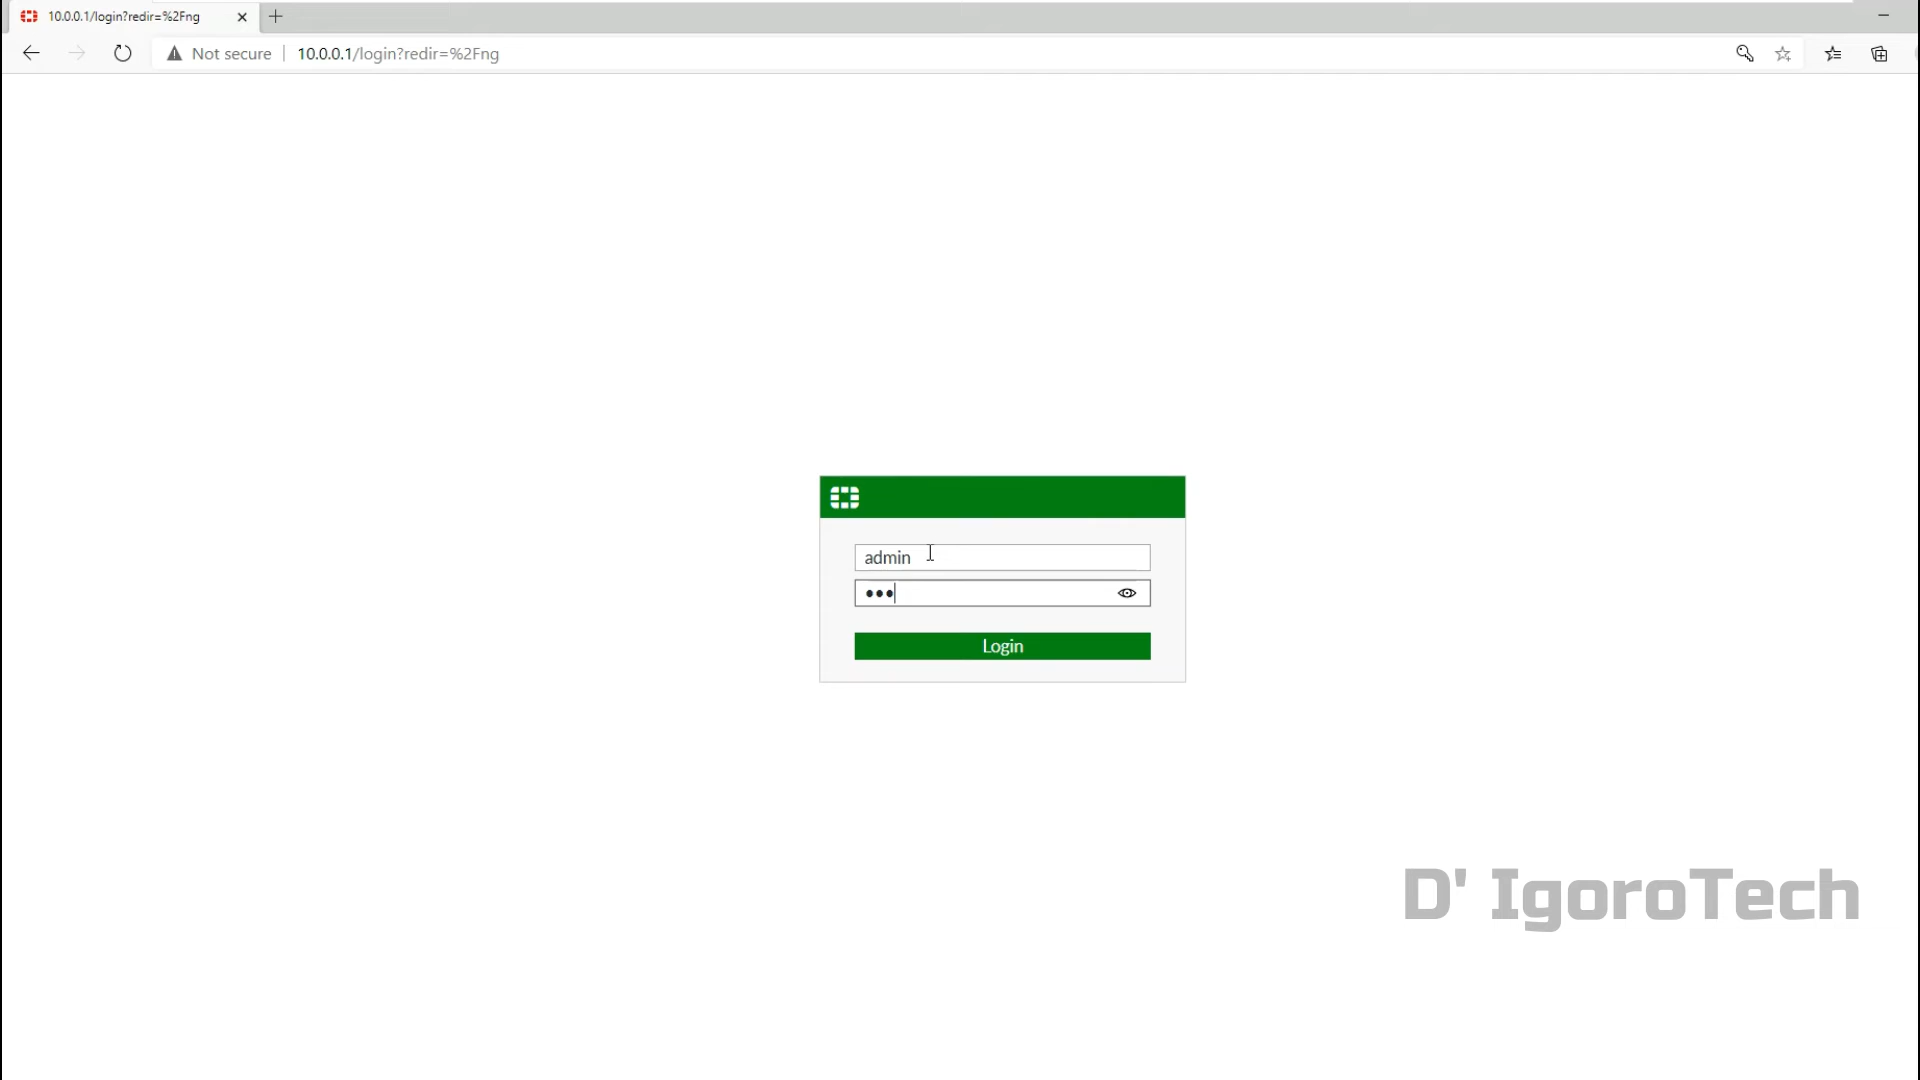 10.0.0.1/login?redir=%2Fng
Not secure
10.0.0.1/login?redir=%2Fng
admin
Login
D' IgoroTech